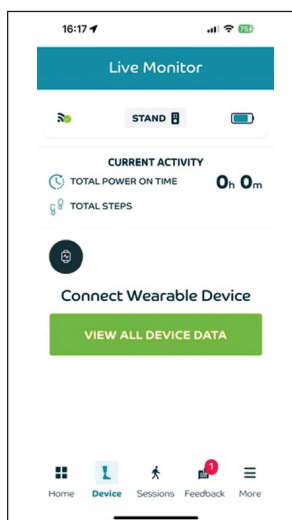 16:17
76
Live Monitor
STAND
CURRENT ACTIVITY
TOTAL POWER ON TIME 0h 0m
TOTAL STEPS
Connect Wearable Device
VIEW ALL DEVICE DATA
1
Home Device Sessions Feedback More